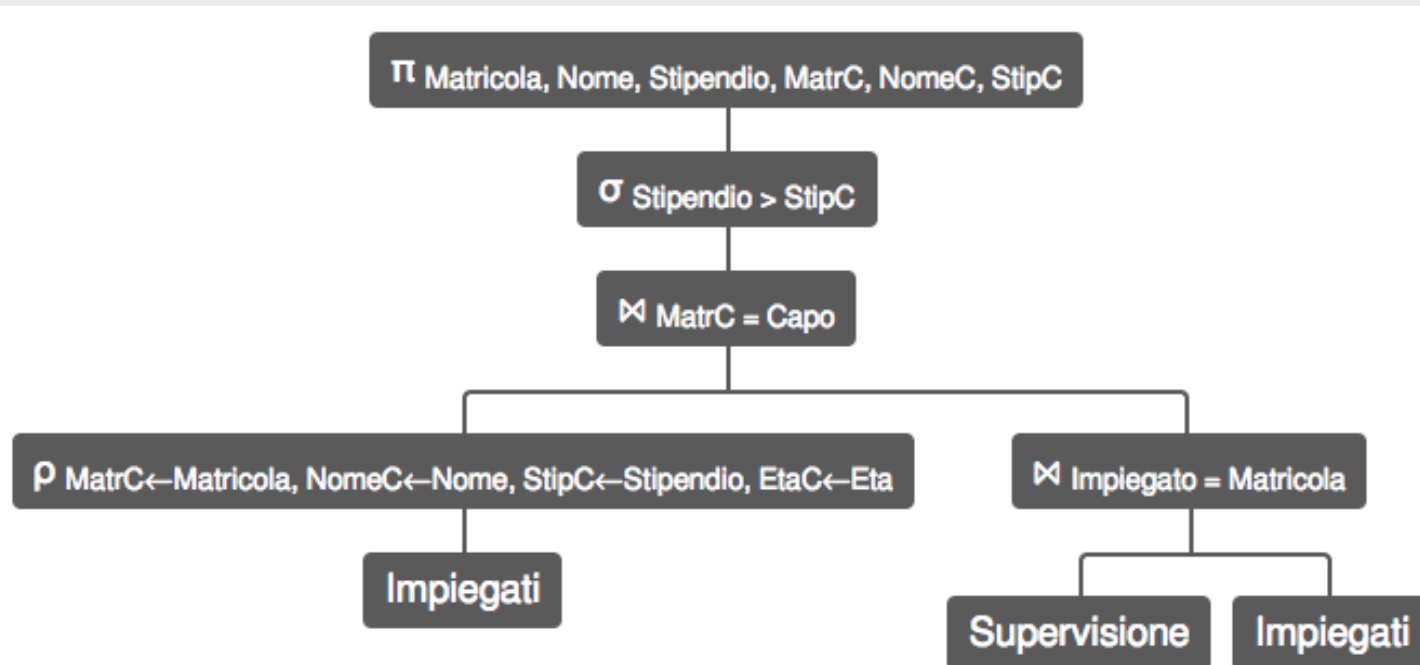 π Matricola, Nome, Stipendio, MatrC, NomeC, StipC
σ Stipendio > StipC
⋈ MatrC = Capo
ρ MatrC←Matricola, NomeC←Nome, StipC←Stipendio, EtaC←Eta
⋈ Impiegato = Matricola
Impiegati
Supervisione
Impiegati